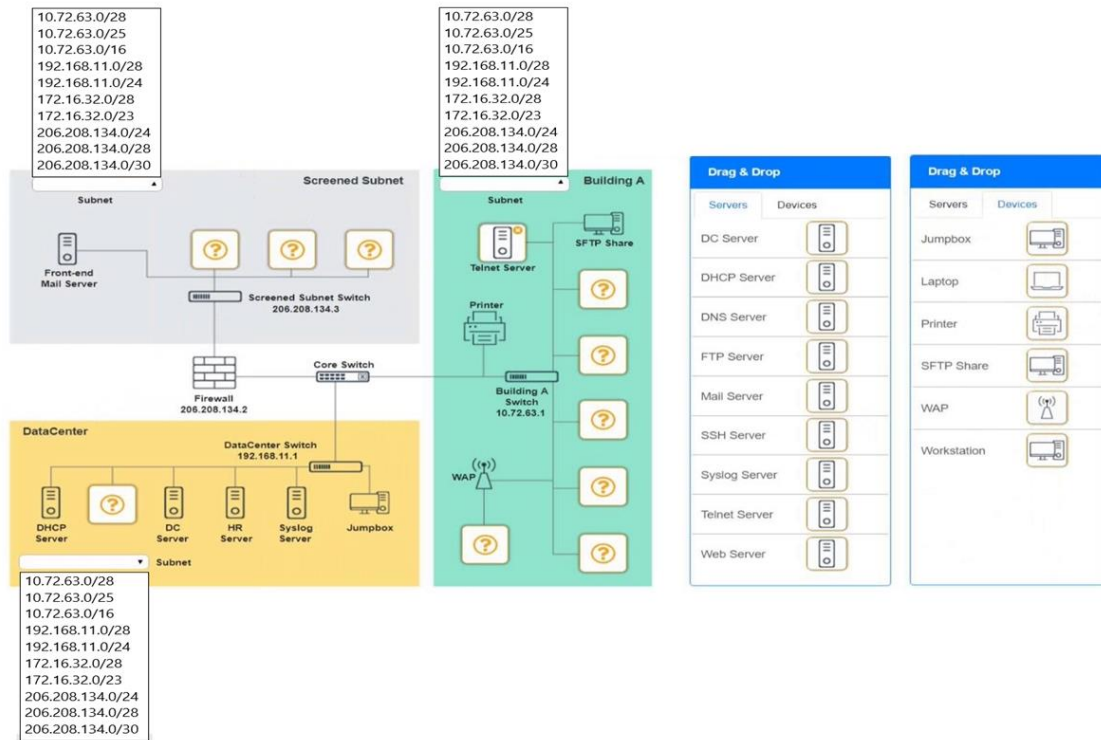 10.72.63.0/28
10.72.63.0/25
10.72.63.0/16
192.168.11.0/28
192.168.11.0/24
172.16.32.0/28
172.16.32.0/23
206.208.134.0/24
206.208.134.0/28
206.208.134.0/30
Screened Subnet
Subnet
Front-end
Mail Server
?
?
?
Screened Subnet Switch
206.208.134.3
Firewall
206.208.134.2
Core Switch
10.72.63.0/28
10.72.63.0/25
10.72.63.0/16
192.168.11.0/28
192.168.11.0/24
172.16.32.0/28
172.16.32.0/23
206.208.134.0/24
206.208.134.0/28
206.208.134.0/30
Building A
Subnet
Telnet Server
SFTP Share
?
Printer
?
Building A
Switch
10.72.63.1
?
WAP
?
?
?
DataCenter
DataCenter Switch
192.168.11.1
DHCP
Server
?
DC
Server
HR
Server
Syslog
Server
Jumpbox
Subnet
10.72.63.0/28
10.72.63.0/25
10.72.63.0/16
192.168.11.0/28
192.168.11.0/24
172.16.32.0/28
172.16.32.0/23
206.208.134.0/24
206.208.134.0/28
206.208.134.0/30
Drag & Drop
Servers Devices
DC Server
DHCP Server
DNS Server
FTP Server
Mail Server
SSH Server
Syslog Server
Telnet Server
Web Server
Drag & Drop
Servers Devices
Jumpbox
Laptop
Printer
SFTP Share
WAP
Workstation